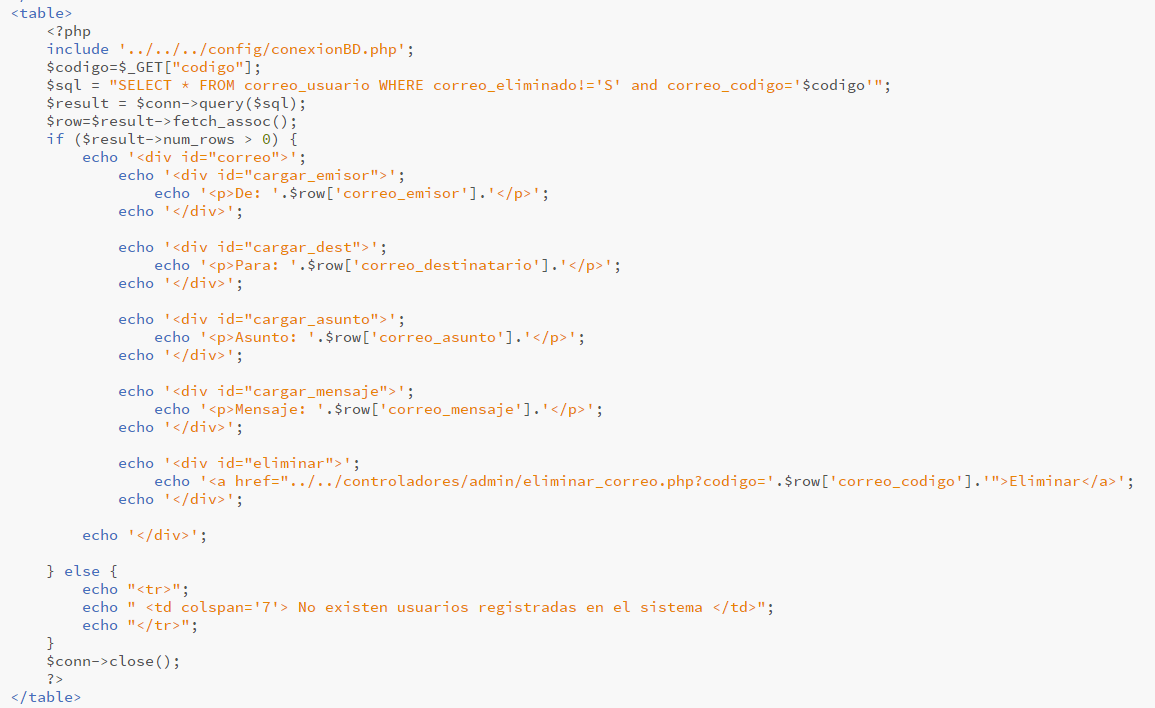 <table>
<?php
include '../../../config/conexionBD.php';
$codigo=$_GET["codigo"];
$sql = "SELECT * FROM correo_usuario WHERE correo_eliminado!='S' and correo_codigo='$codigo'";
$result = $conn->query($sql);
$row=$result->fetch_assoc();
if ($result->num_rows > 0) {
echo '<div id="correo">';
echo '<div id="cargar_emisor">';
echo '<p>De: '.$row['correo_emisor'].'</p>';
echo '</div>';
echo '<div id="cargar_dest">';
echo '<p>Para: '.$row['correo_destinatario'].'</p>';
echo '</div>';
echo '<div id="cargar_asunto">';
echo '<p>Asunto: '.$row['correo_asunto'].'</p>';
echo '</div>';
echo '<div id="cargar_mensaje">';
echo '<p>Mensaje: '.$row['correo_mensaje'].'</p>';
echo '</div>';
echo '<div id="eliminar">';
echo '<a href="../../controladores/admin/eliminar_correo.php?codigo='.$row['correo_codigo'].'">Eliminar</a>';
echo '</div>';
echo '</div>';
} else {
echo "<tr>";
echo " <td colspan='7'> No existen usuarios registradas en el sistema </td>";
echo "</tr>";
}
$conn->close();
?>
</table>